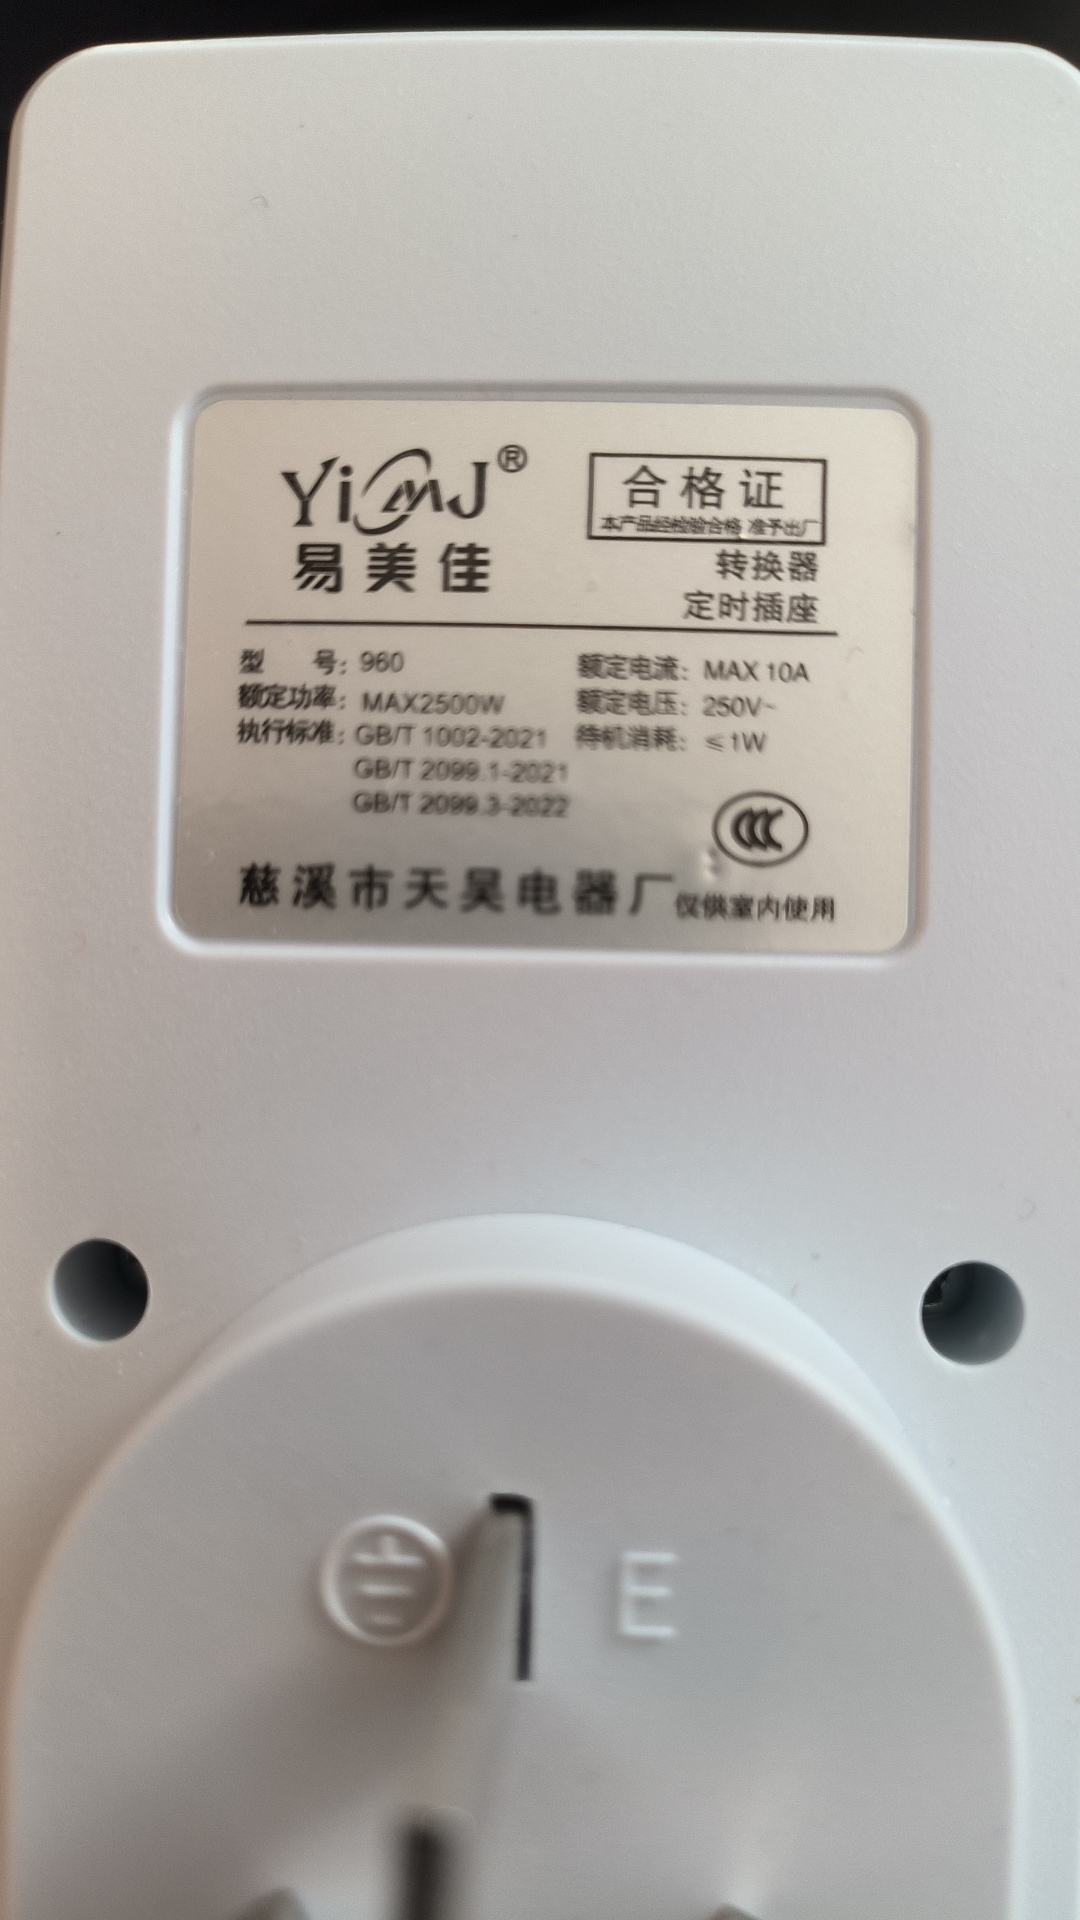 YiMJ®
易美佳
合格证
本产品经检验合格 准予出厂
转换器
定时插座
型 号: 960
额定功率: MAX2500W
执行标准: GB/T 1002-2021
GB/T 2099.1-2021
GB/T 2099.3-2022
额定电流: MAX 10A
额定电压: 250V~
待机消耗: ≤1W
CCC
慈溪市天昊电器厂
仅供室内使用
E